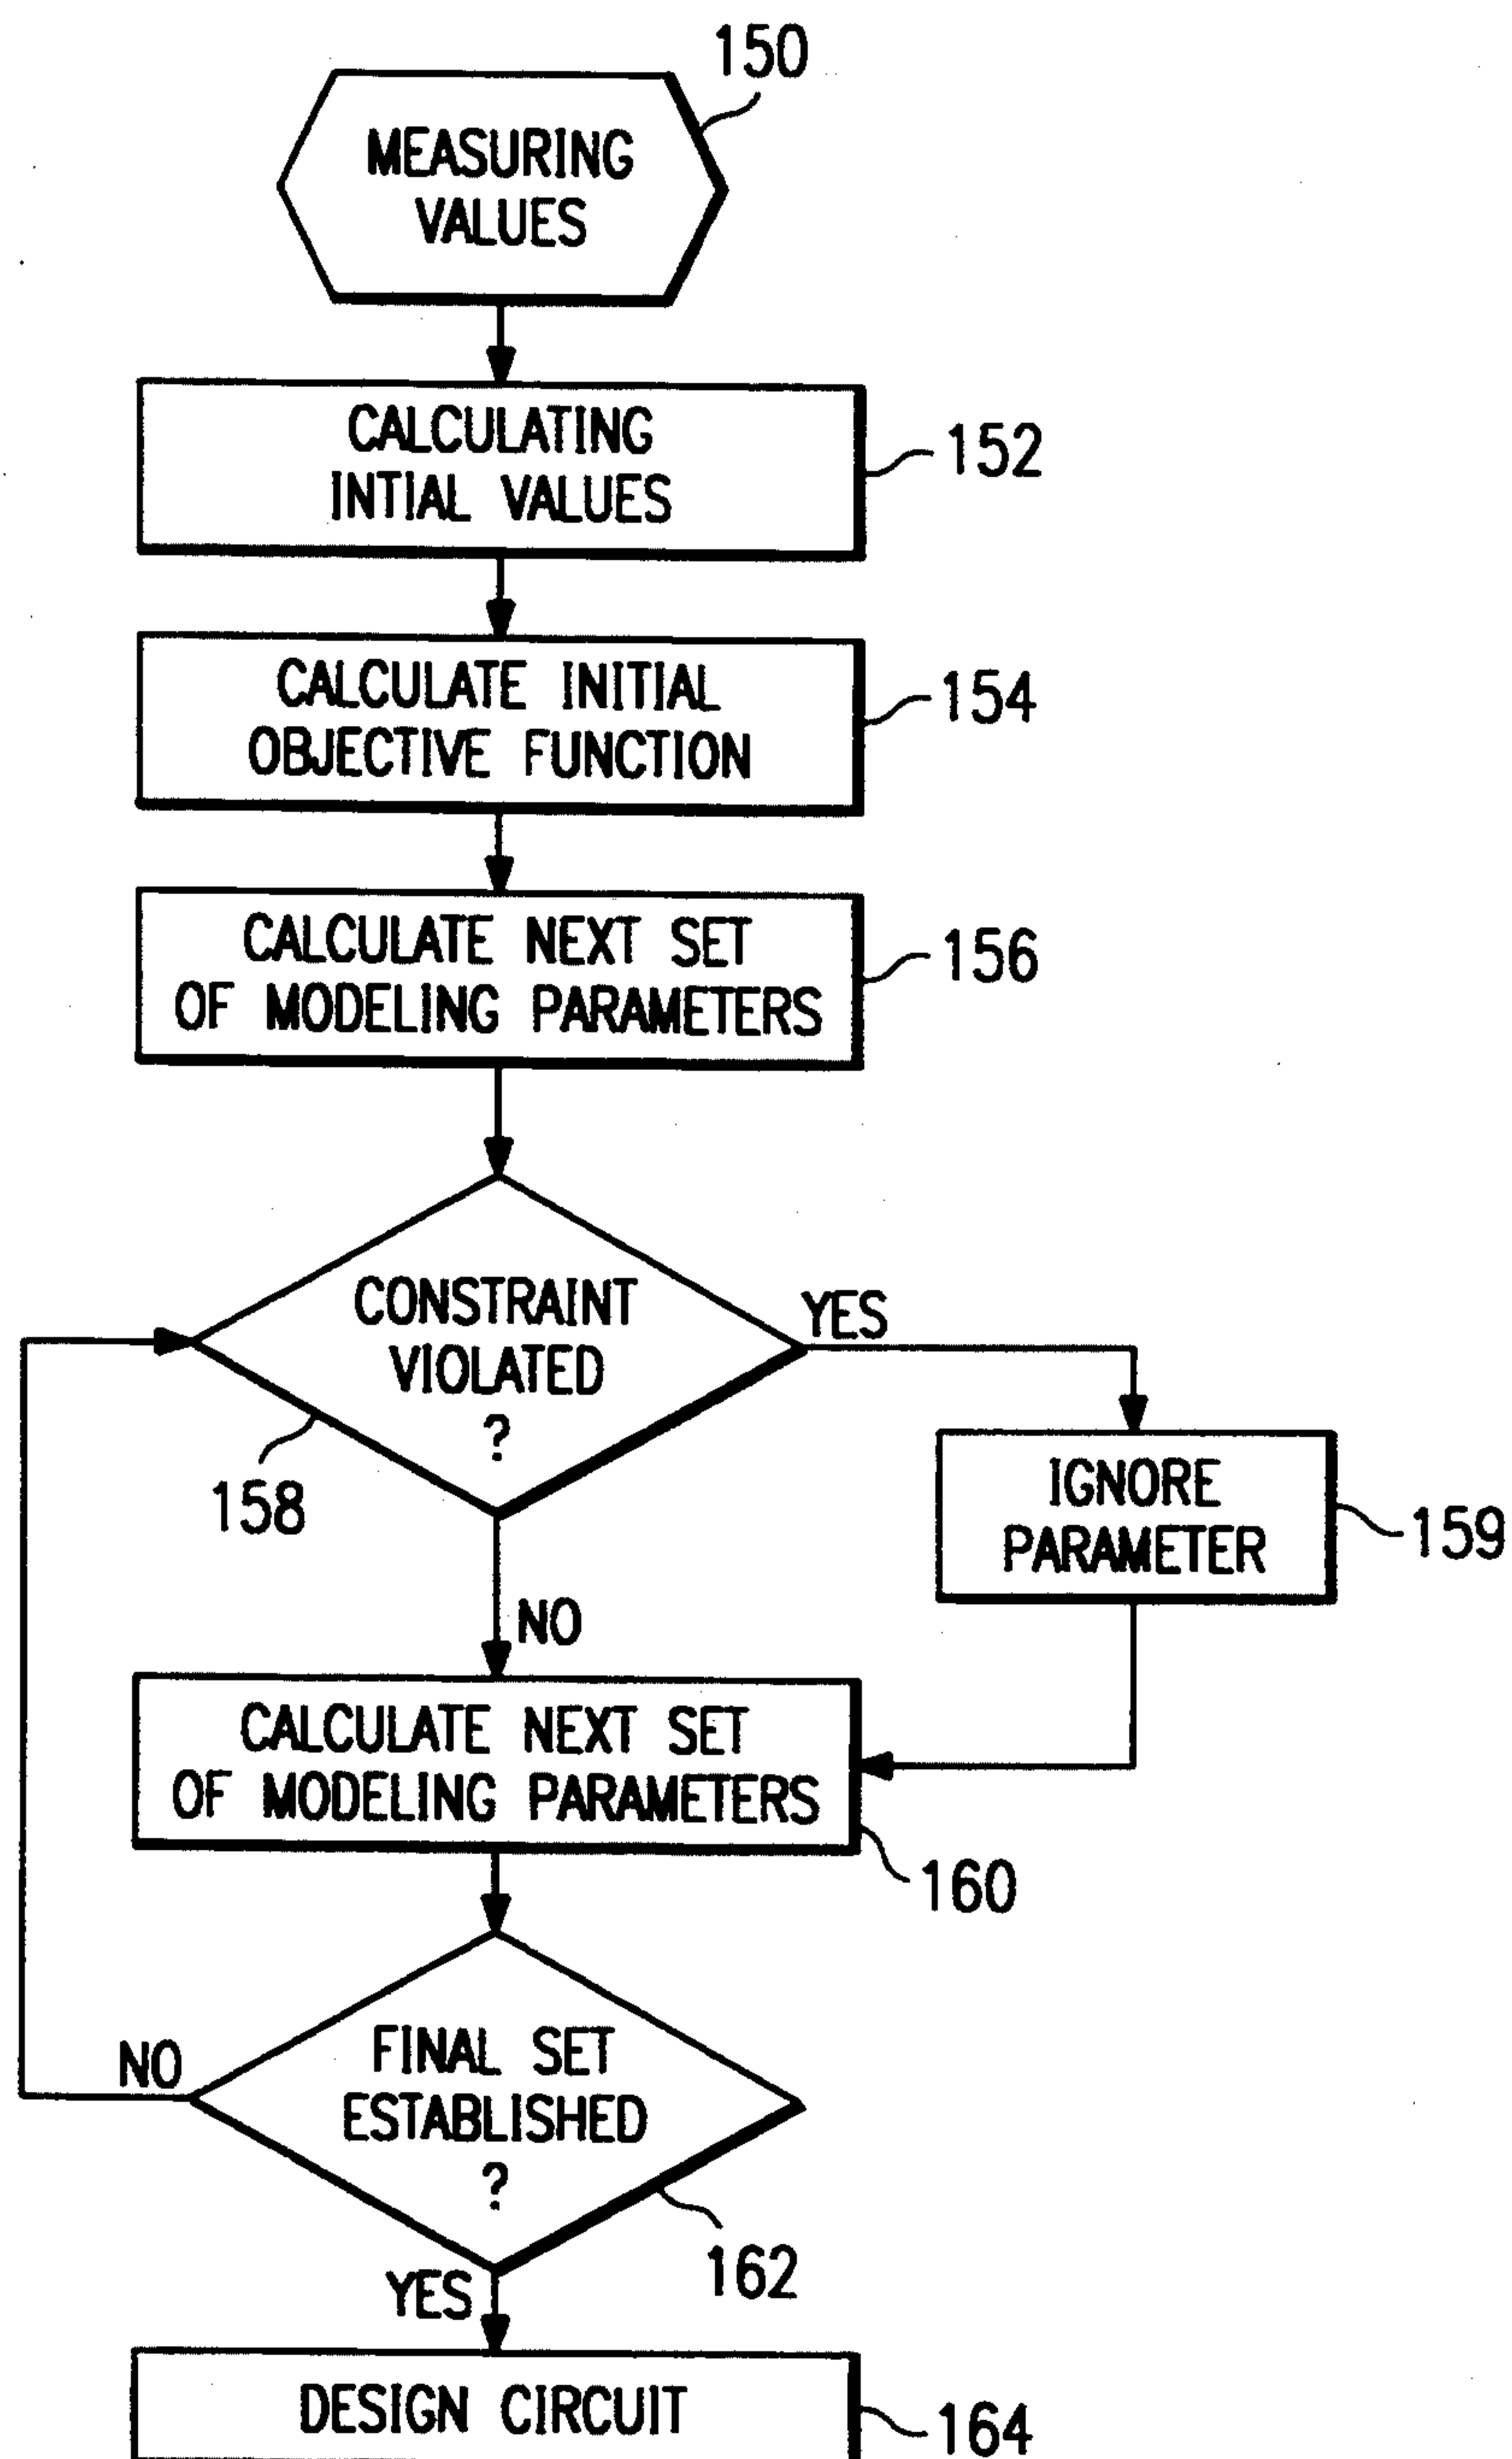 150
MEASURING
VALUES
CALCULATING
INTIAL VALUES
152
CALCULATE INITIAL
OBJECTIVE FUNCTION
154
CALCULATE NEXT SET
OF MODELING PARAMETERS
156
CONSTRAINT
VIOLATED
?
YES
158
IGNORE
PARAMETER
159
NO
CALCULATE NEXT SET
OF MODELING PARAMETERS
160
FINAL SET
ESTABLISHED
?
NO
162
YES
DESIGN CIRCUIT
164